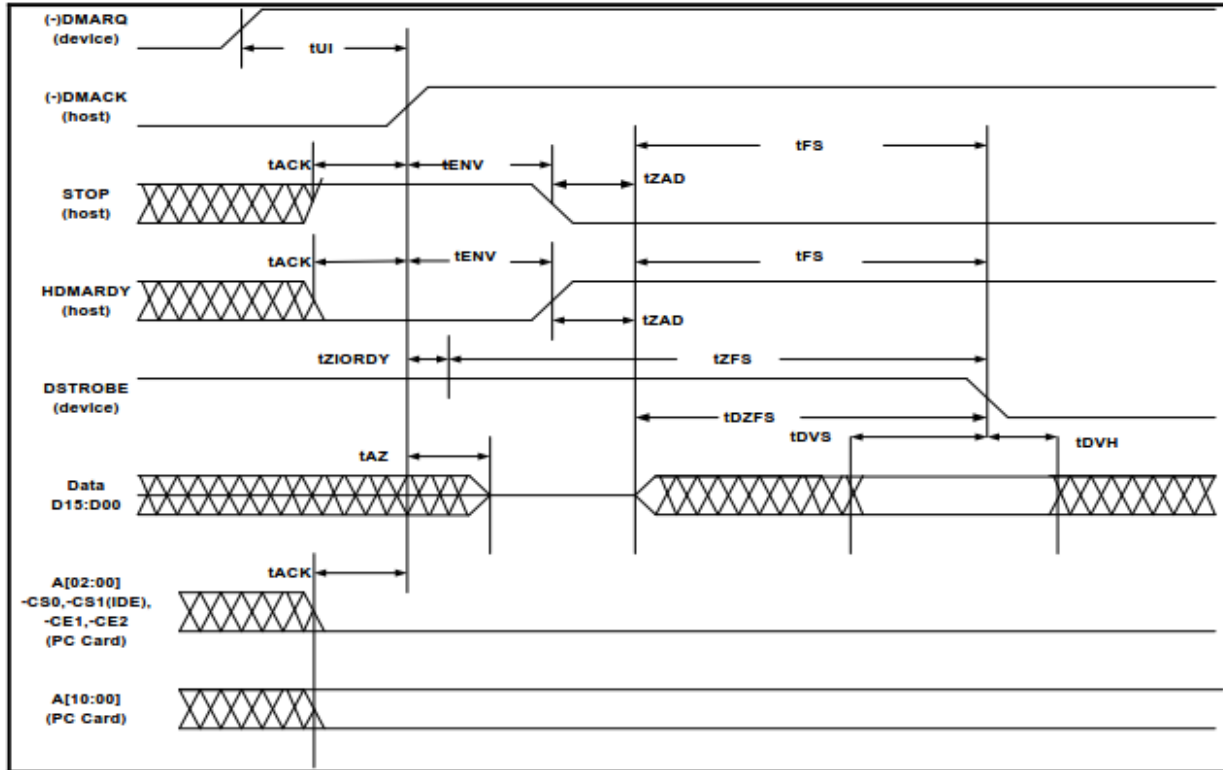 (-)DMARQ
(device)
tUI
(-)DMACK
(host)
tFS
tACK
tENV
tZAD
STOP
(host)
tACK
tENV
tFS
HDMARDY
(host)
tZAD
tZIORDY
tZFS
DSTROBE
(device)
tDZFS
tDVS
tDVH
tAZ
Data
D15:D00
tACK
A[02:00]
-CS0,-CS1(IDE),
-CE1,-CE2
(PC Card)
A[10:00]
(PC Card)